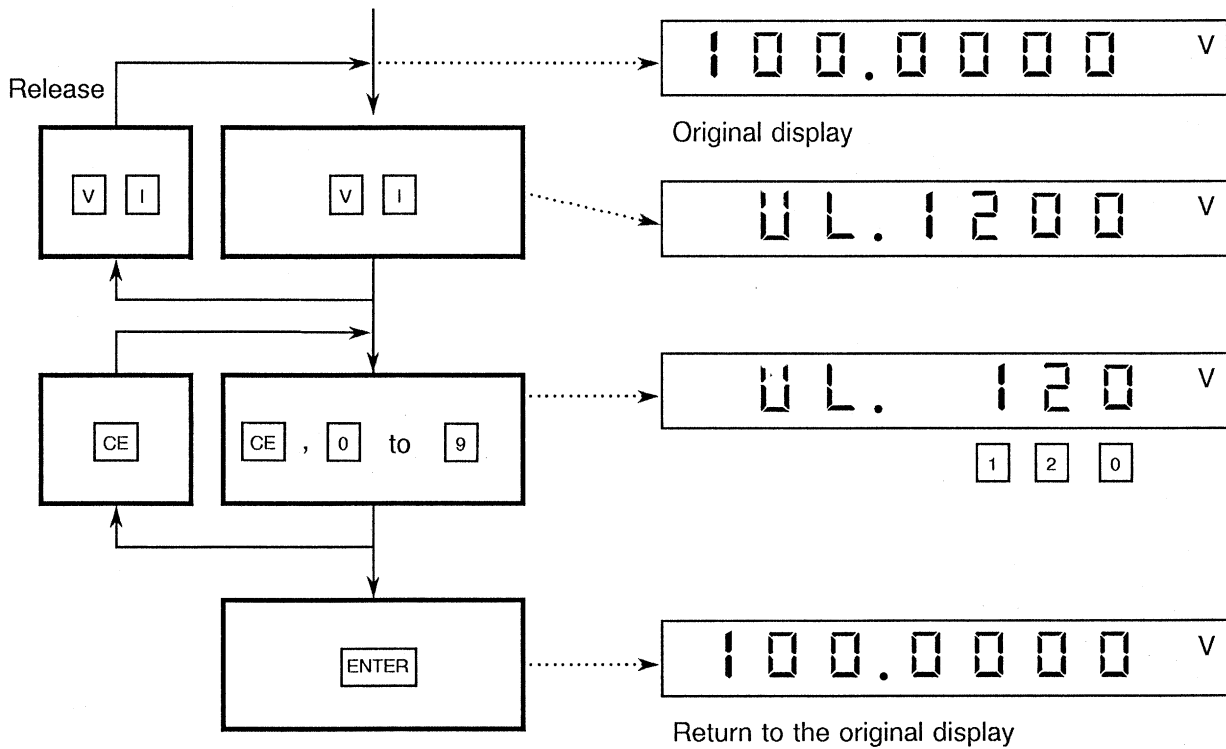 100.0000 V
Release
Original display
V I
V I
UL.1200 V
UL. 120 V
CE
CE , 0 to 9
1 2 0
100.0000 V
ENTER
Return to the original display